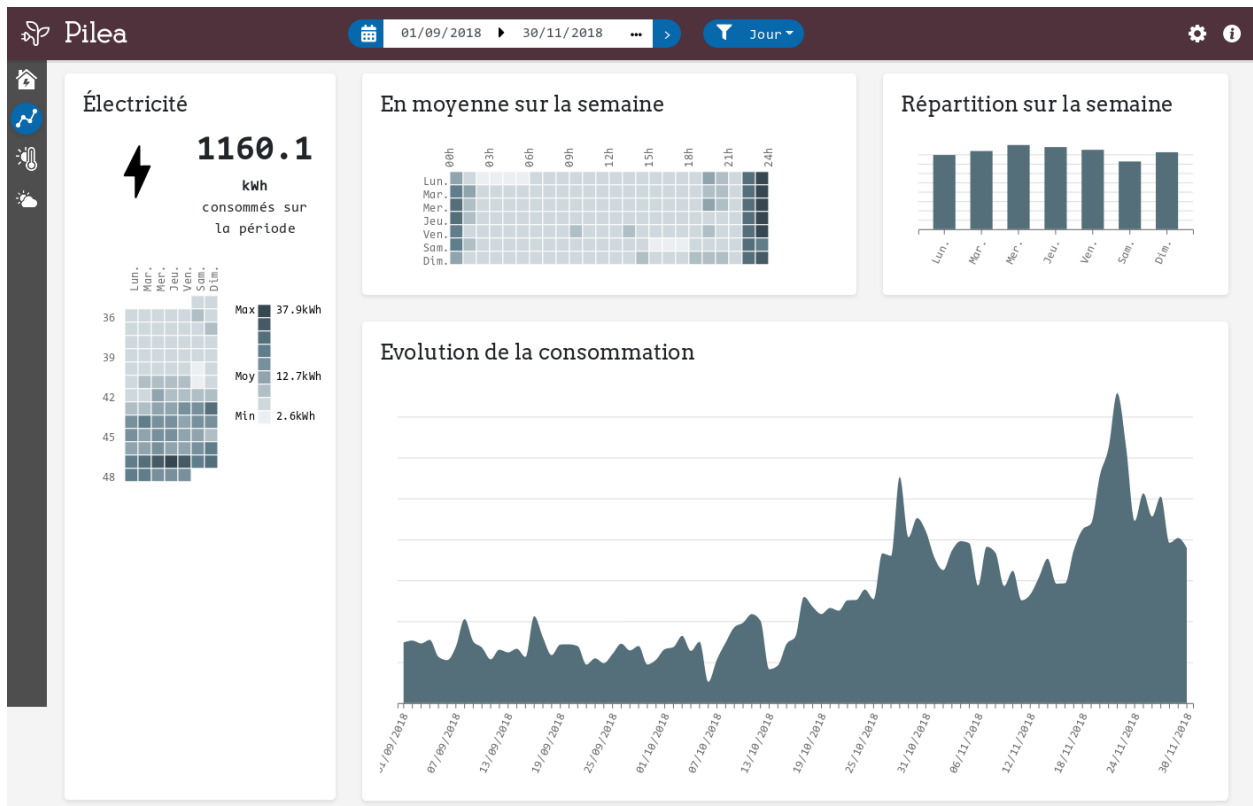 Pilea
01/09/2018 30/11/2018 ... > Jour
Électricité
1160.1
kWh
consommés sur
la période
Lun. Mar. Mer. Jeu. Ven. Sam. Dim.
36
39
42
45
48
Max 37.9kWh
Moy 12.7kWh
Min 2.6kWh
En moyenne sur la semaine
00h 03h 06h 09h 12h 15h 18h 21h 24h
Lun.
Mar.
Mer.
Jeu.
Ven.
Sam.
Dim.
Répartition sur la semaine
Lun. Mar. Mer. Jeu. Ven. Sam. Dim.
Evolution de la consommation
1/09/2018 07/09/2018 13/09/2018 19/09/2018 25/09/2018 01/10/2018 07/10/2018 13/10/2018 19/10/2018 25/10/2018 31/10/2018 06/11/2018 12/11/2018 18/11/2018 24/11/2018 30/11/2018